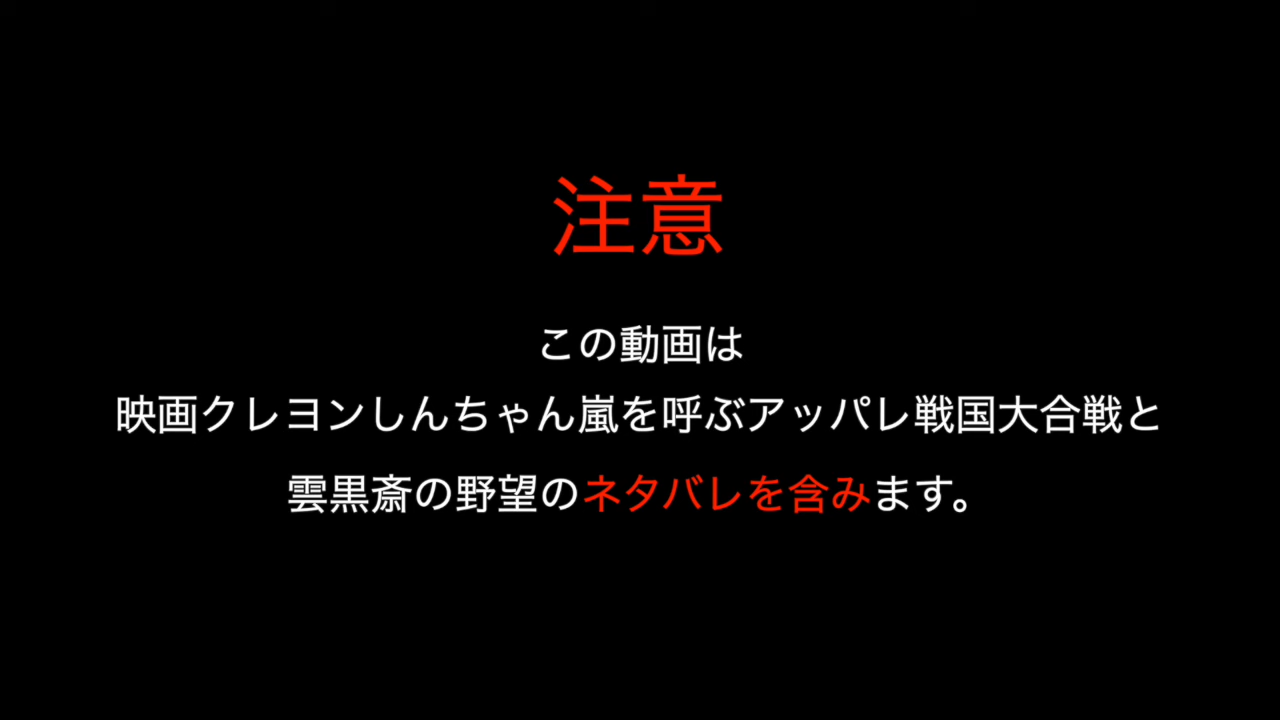 注意
この動画は
映画クレヨンしんちゃん嵐を呼ぶアッパレ戦国大合戦と
雲黒斎の野望のネタバレを含みます。